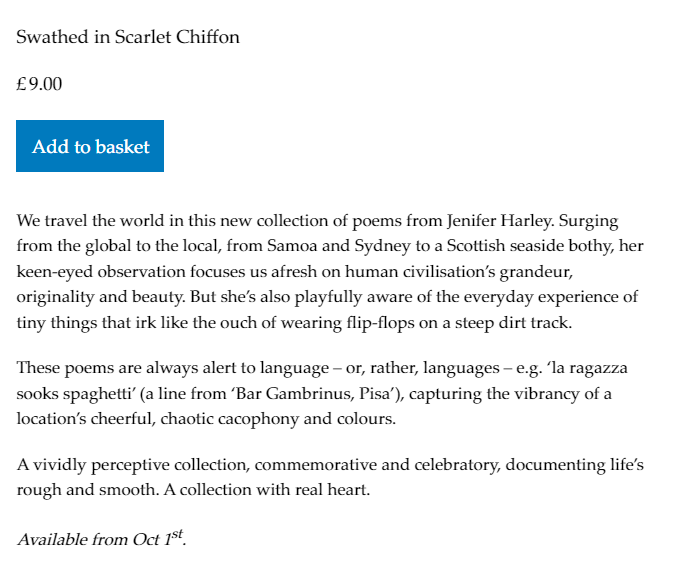 Swathed in Scarlet Chiffon
£9.00
Add to basket
We travel the world in this new collection of poems from Jenifer Harley. Surging
from the global to the local, from Samoa and Sydney to a Scottish seaside bothy, her
keen-eyed observation focuses us afresh on human civilisation’s grandeur,
originality and beauty. But she’s also playfully aware of the everyday experience of
tiny things that irk like the ouch of wearing flip-flops on a steep dirt track.
These poems are always alert to language – or, rather, languages – e.g. ‘la ragazza
sooks spaghetti’ (a line from ‘Bar Gambrinus, Pisa’), capturing the vibrancy of a
location’s cheerful, chaotic cacophony and colours.
A vividly perceptive collection, commemorative and celebratory, documenting life’s
rough and smooth. A collection with real heart.
Available from Oct 1st.